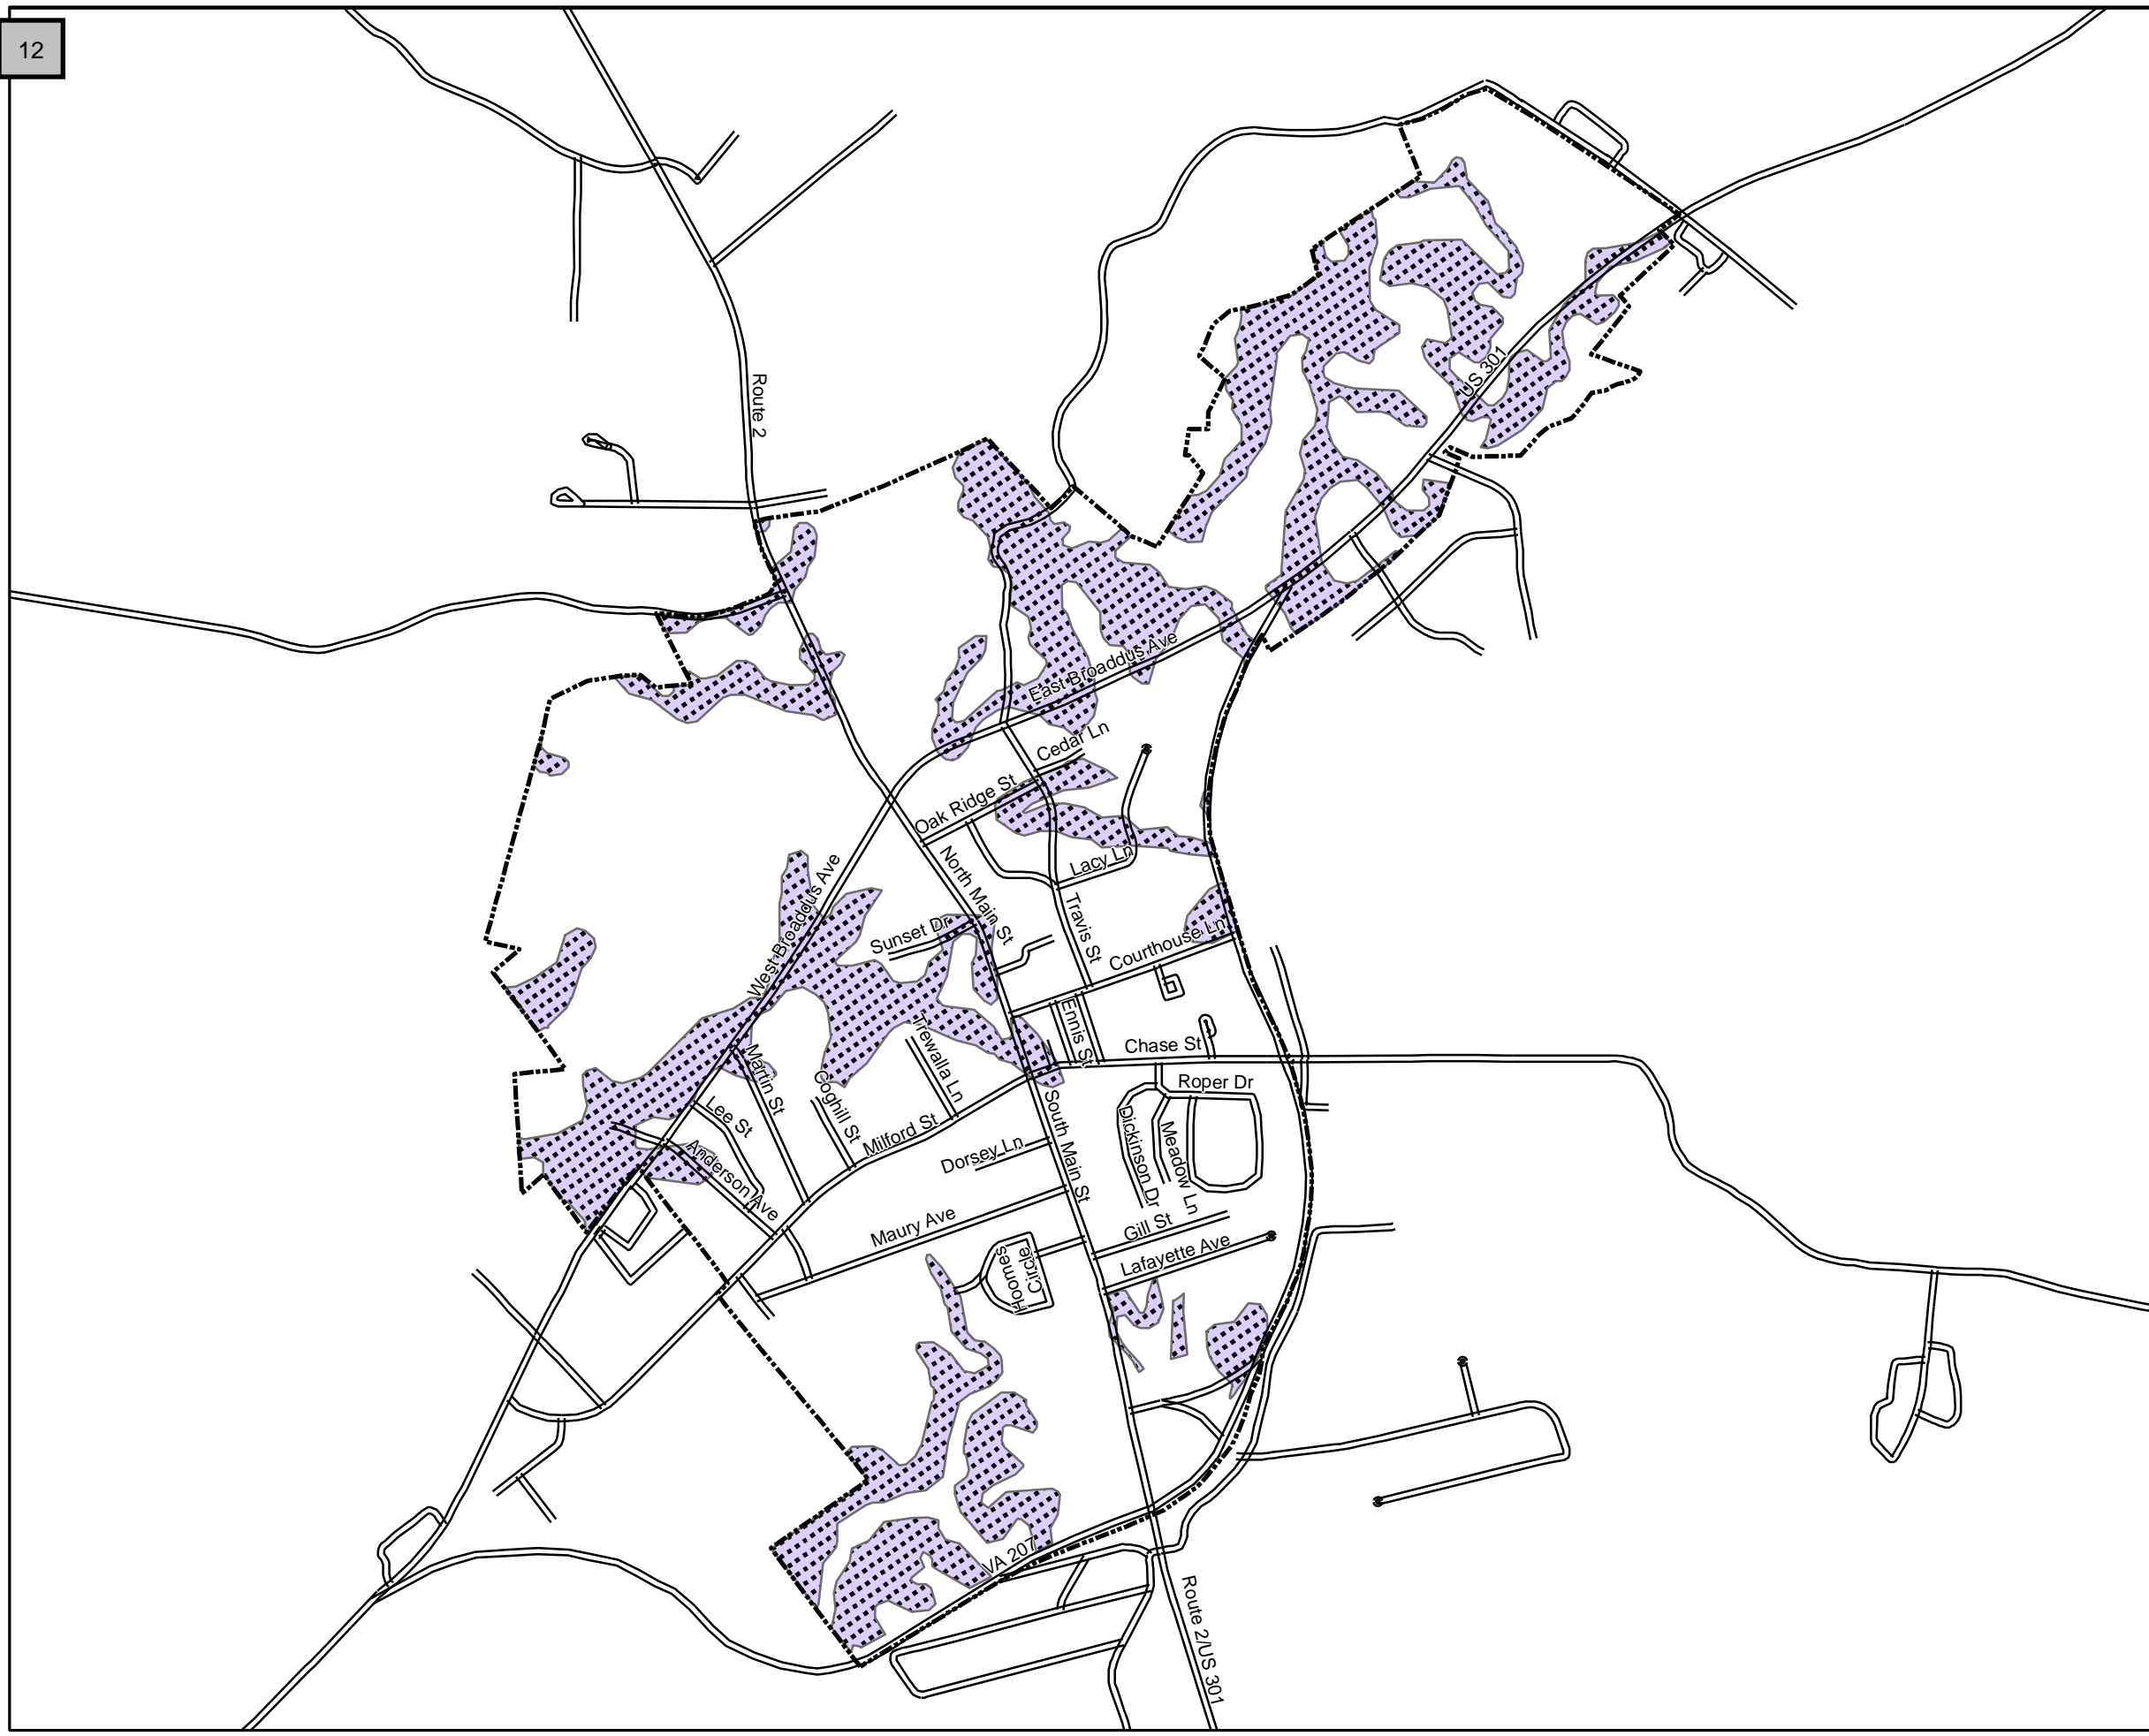 12
US 301
Route 2
East Broaddus Ave
Cedar Ln
Oak Ridge St
Lacy Ln
North Main St
West Broaddus Ave
Travis St
Sunset Dr
Courthouse Ln
Ennis St
Trewalla Ln
Chase St
Martin St
Coghill St
Roper Dr
Lee St
Milford St
Dorsey Ln
South Main St
Dickinson Dr
Meadow Ln
Anderson Ave
Maury Ave
Gill St
Lafayette Ave
Hoomes
Circle
VA 207
Route 2/US 301